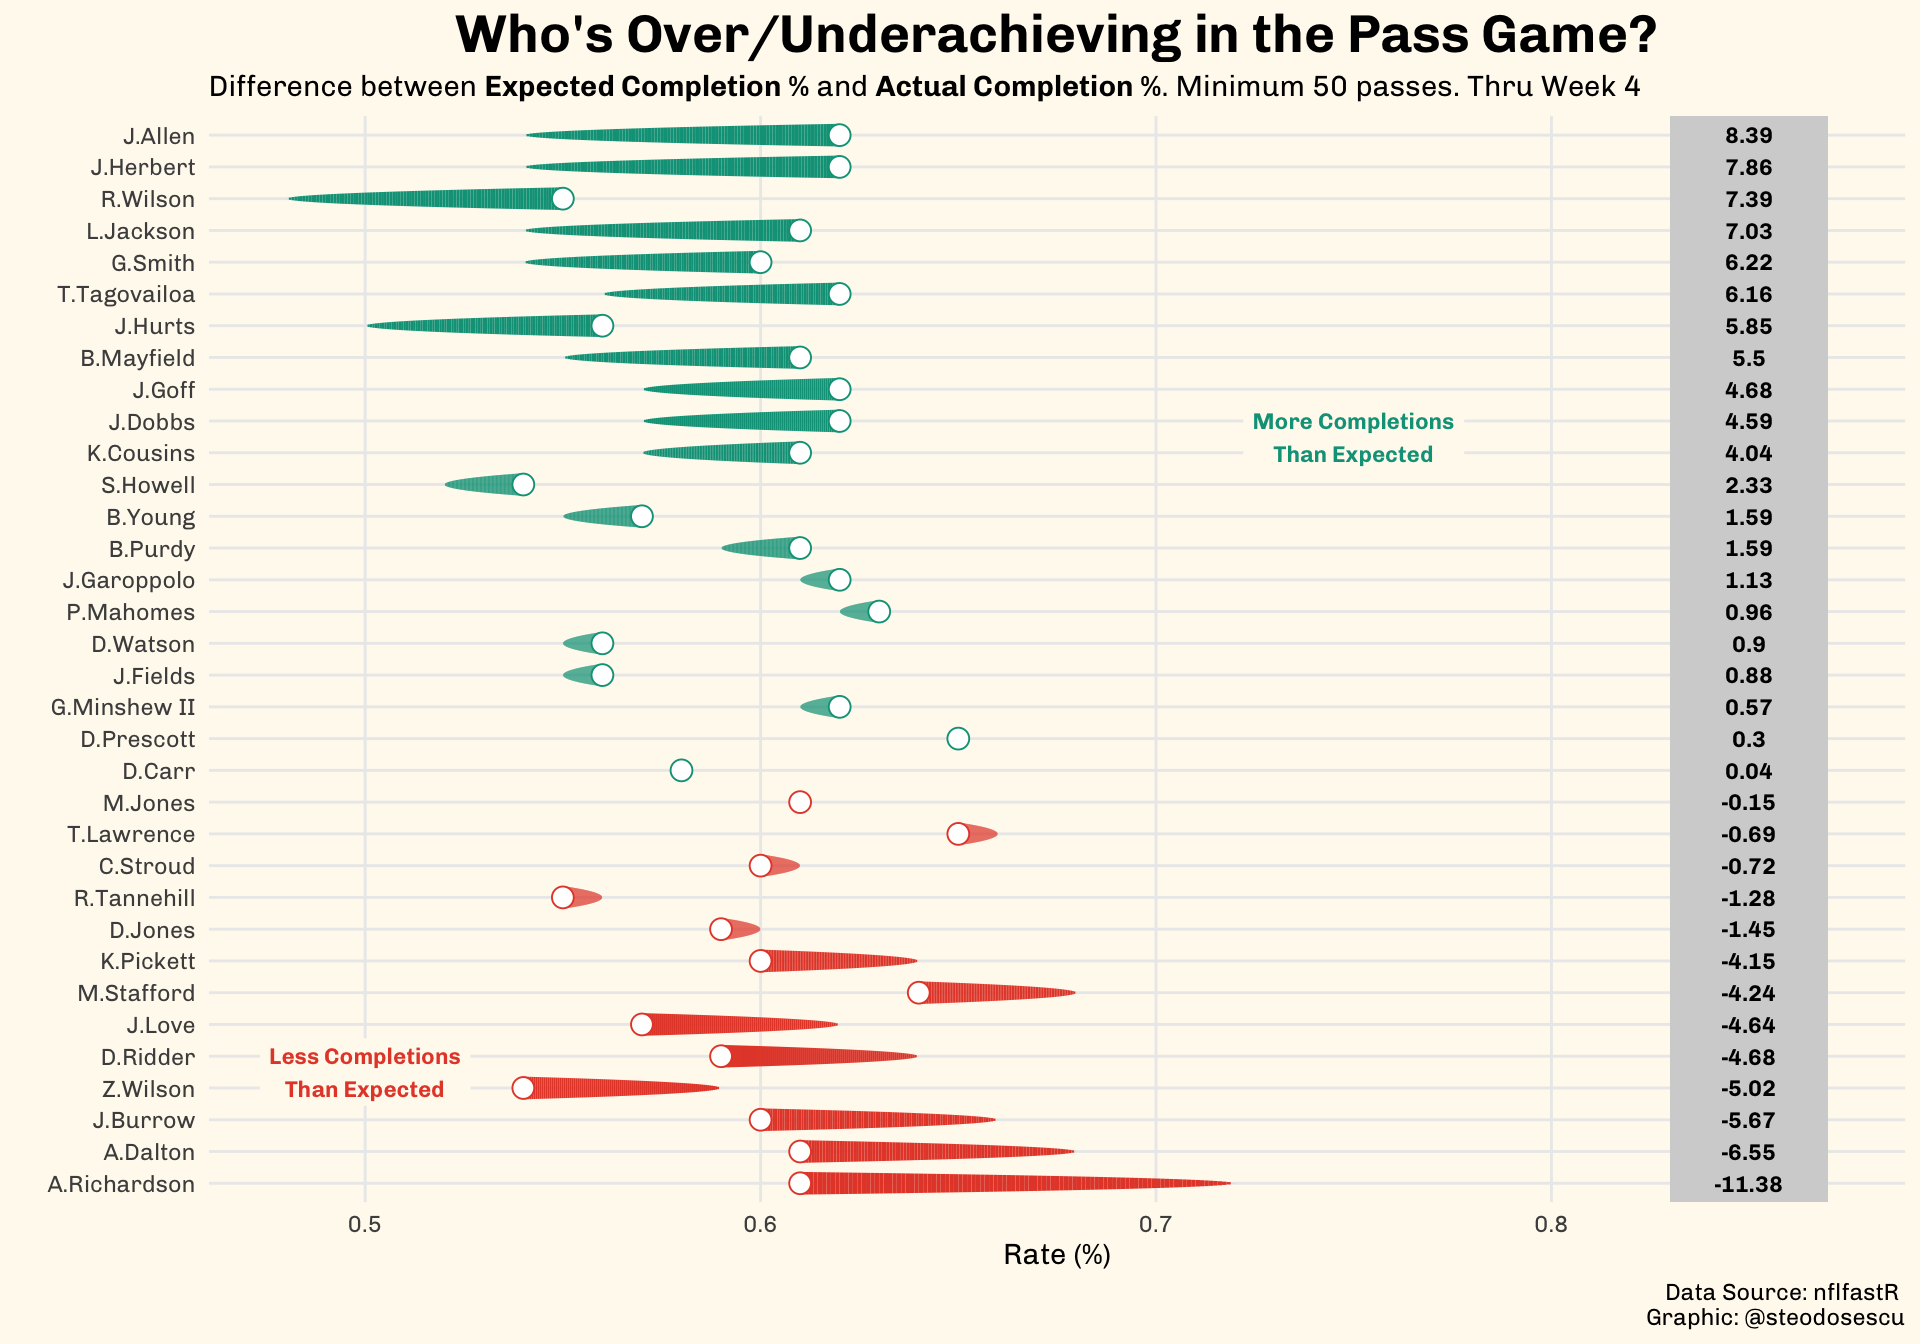 Who's Over/Underachieving in the Pass Game?
Difference between Expected Completion % and Actual Completion %. Minimum 50 passes. Thru Week 4
J.Allen 8.39
J.Herbert 7.86
R.Wilson 7.39
L.Jackson 7.03
G.Smith 6.22
T.Tagovailoa 6.16
J.Hurts 5.85
B.Mayfield 5.5
J.Goff 4.68
J.Dobbs More Completions 4.59
K.Cousins Than Expected 4.04
S.Howell 2.33
B.Young 1.59
B.Purdy 1.59
J.Garoppolo 1.13
P.Mahomes 0.96
D.Watson 0.9
J.Fields 0.88
G.Minshew II 0.57
D.Prescott 0.3
D.Carr 0.04
M.Jones -0.15
T.Lawrence -0.69
C.Stroud -0.72
R.Tannehill -1.28
D.Jones -1.45
K.Pickett -4.15
M.Stafford -4.24
J.Love -4.64
D.Ridder Less Completions -4.68
Z.Wilson Than Expected -5.02
J.Burrow -5.67
A.Dalton -6.55
A.Richardson -11.38
0.5 0.6 0.7 0.8
Rate (%)
Data Source: nflfastR
Graphic: @steodosescu